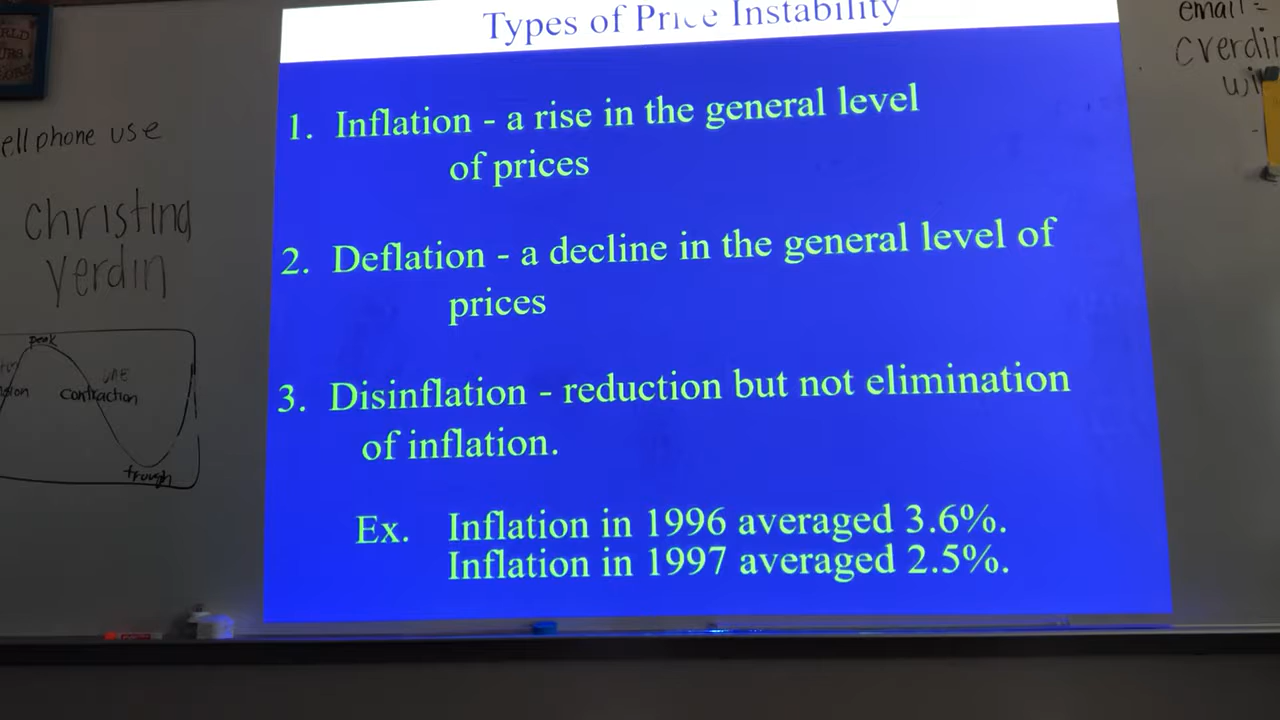 Types of Price Instability
1. Inflation - a rise in the general level
of prices
2. Deflation - a decline in the general level of
prices
3. Disinflation - reduction but not elimination
of inflation.
Ex. Inflation in 1996 averaged 3.6%.
Inflation in 1997 averaged 2.5%.
ell phone use
christina
verdin
peak
contraction
trough
email =
cverdin